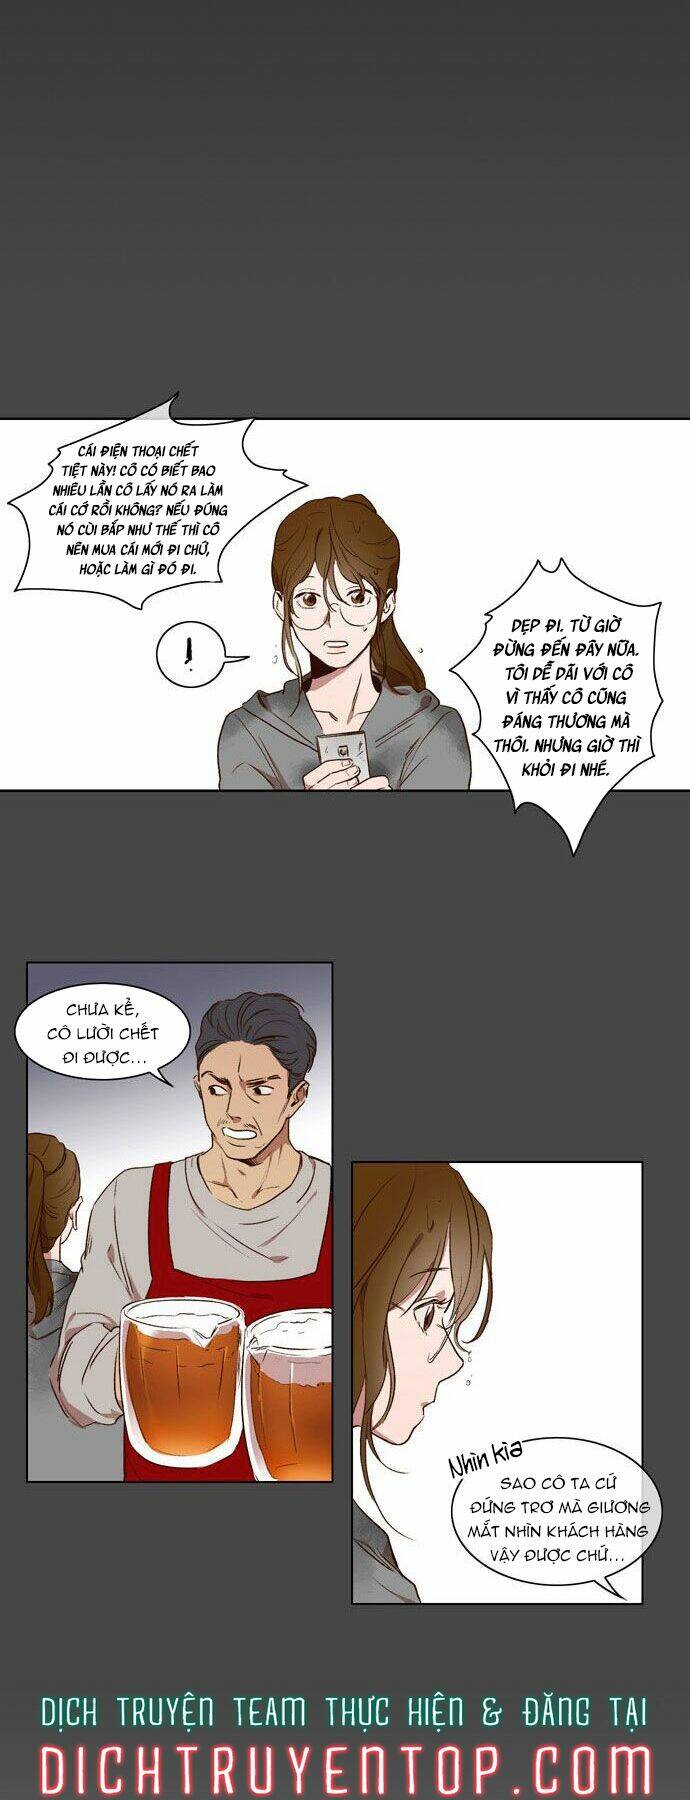 CÁI ĐIỆN THOẠI CHẾT
TIỆT NÀY! CÔ CÓ BIẾT BAO
NHIÊU LẦN CÔ LẤY NÓ RA LÀM
CÁI CỚ RỒI KHÔNG? NẾU ĐÚNG
NÓ CÙI BẮP NHƯ THẾ THÌ CÔ
NÊN MUA CÁI MỚI ĐI CHỨ,
HOẶC LÀM GÌ ĐÓ ĐI.
!
DẸP ĐI. TỪ GIỜ
ĐỪNG ĐẾN ĐÂY NỮA.
TÔI DỄ DÃI VỚI CÔ
VÌ THẤY CÔ CŨNG
ĐÁNG THƯƠNG MÀ
THÔI. NHƯNG GIỜ THÌ
KHỎI ĐI NHÉ.
CHƯA KỂ,
CÔ LƯỜI CHẾT
ĐI ĐƯỢC...
Nhìn kìa
SAO CÔ TA CỨ
ĐỨNG TRƠ MÀ GIƯƠNG
MẮT NHÌN KHÁCH HÀNG
VẬY ĐƯỢC CHỨ...
DỊCH TRUYỆN TEAM THỰC HIỆN & ĐĂNG TẠI
DICHTRUYENTOP.COM